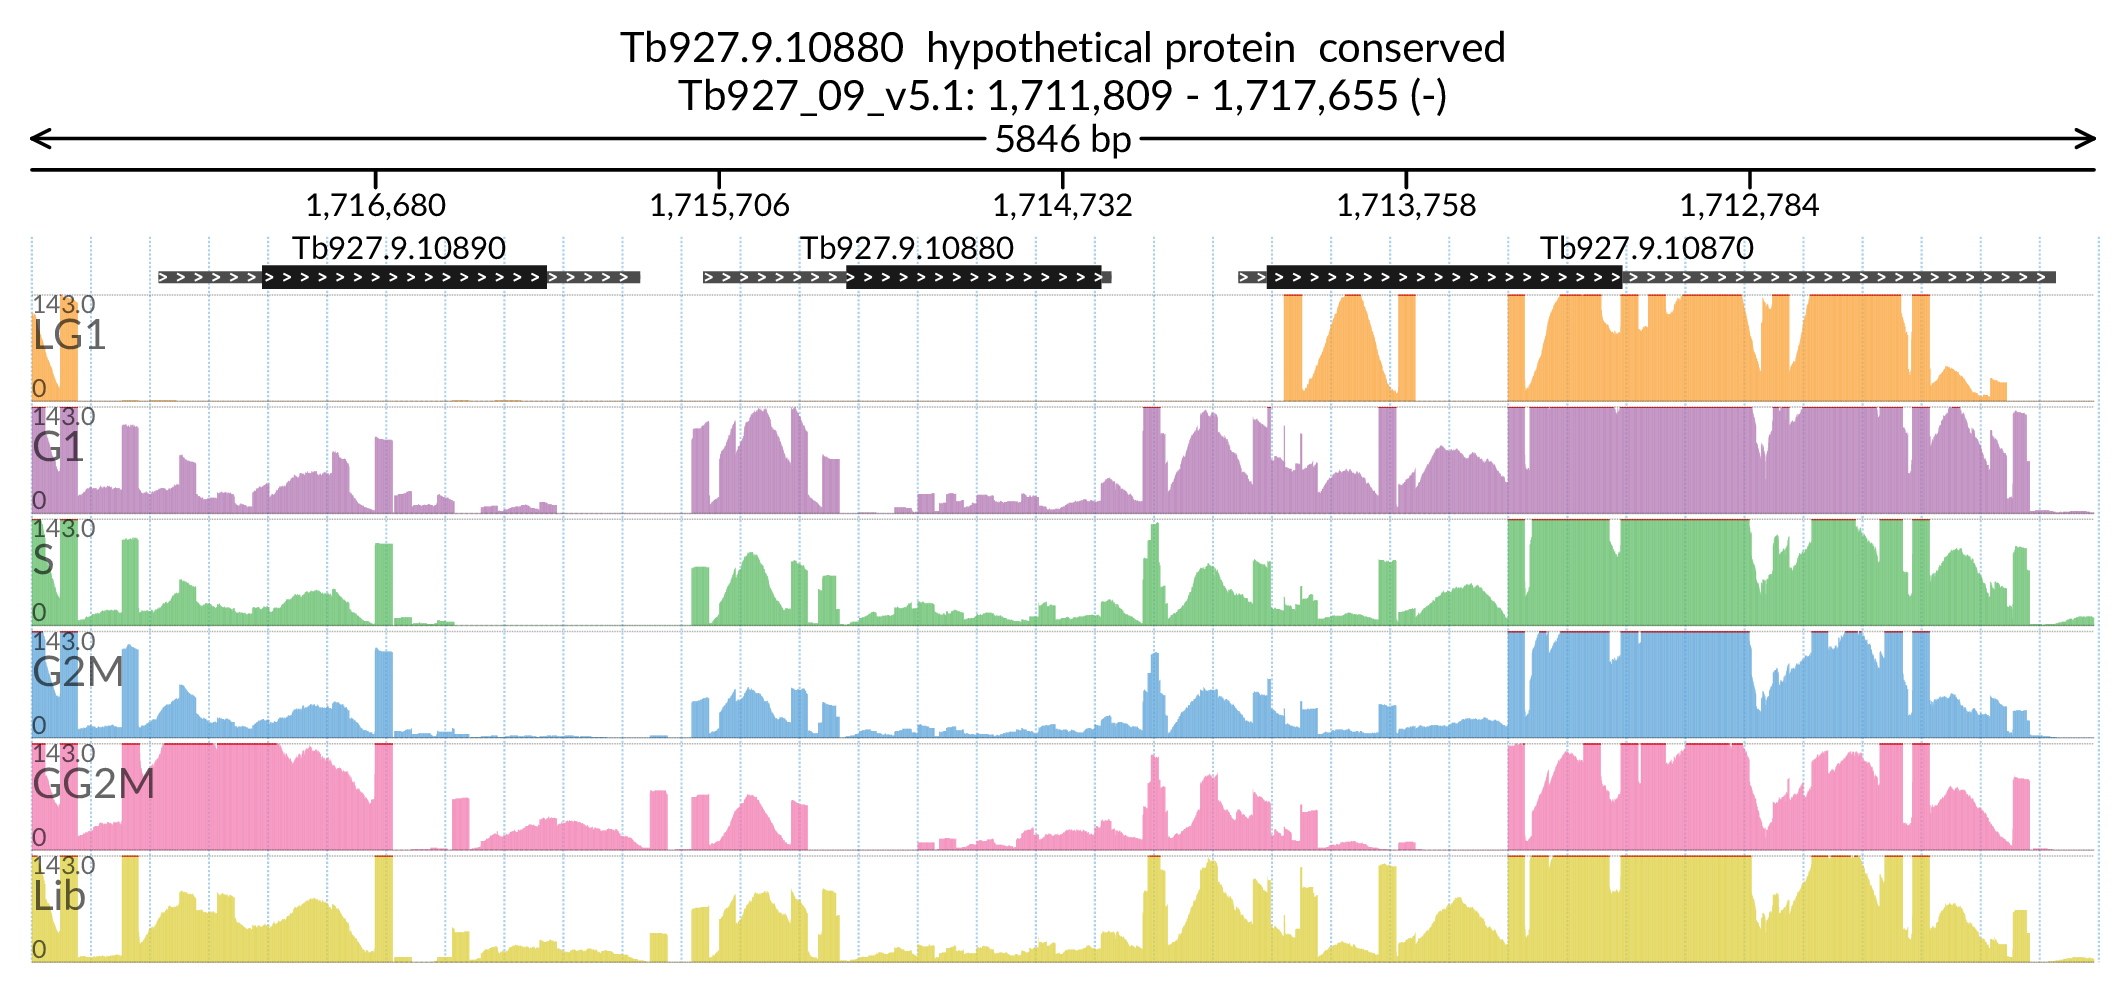 Tb927.9.10880  hypothetical protein  conserved
Tb927_09_v5.1: 1,711,809 - 1,717,655 (-)
5846 bp
1,716,680 1,715,706 1,714,732 1,713,758 1,712,784
Tb927.9.10890 Tb927.9.10880 Tb927.9.10870
143.0
LG1
0
143.0
G1
0
143.0
S
0
143.0
G2M
0
143.0
GG2M
0
143.0
Lib
0